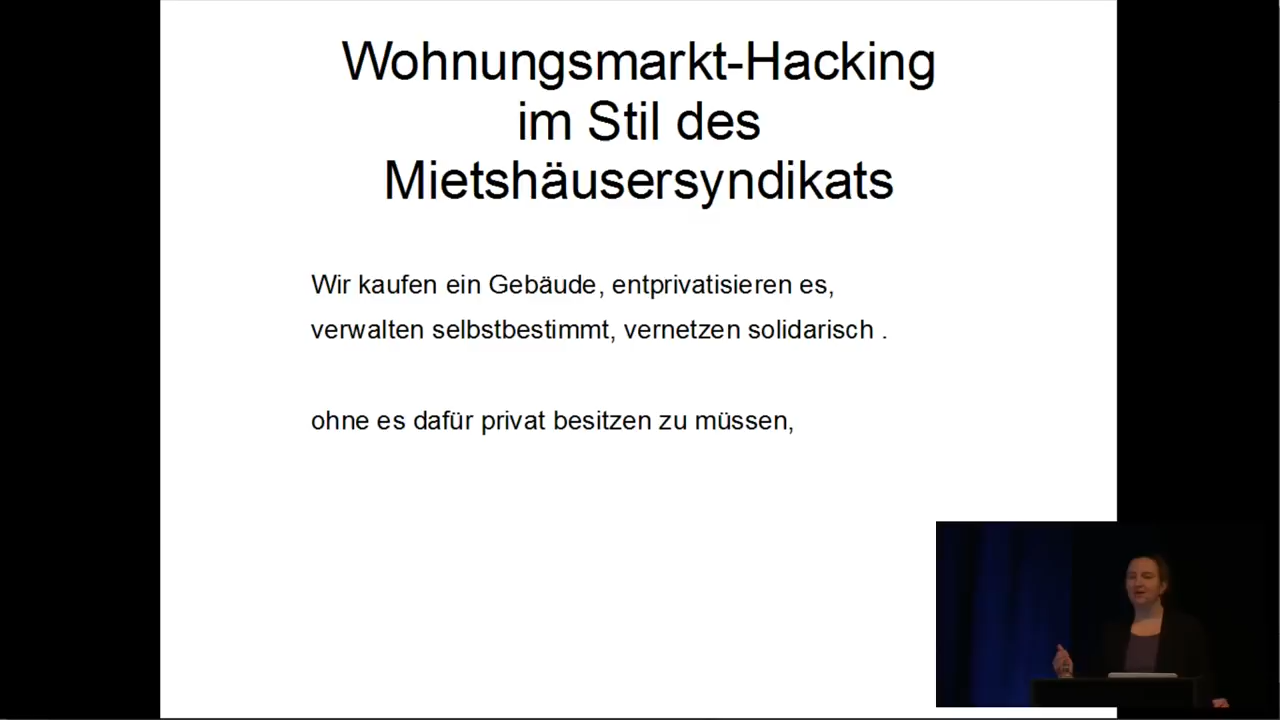 Wohnungsmarkt-Hacking
im Stil des
Mietshäusersyndikats
Wir kaufen ein Gebäude, entprivatisieren es,
verwalten selbstbestimmt, vernetzen solidarisch .
ohne es dafür privat besitzen zu müssen,